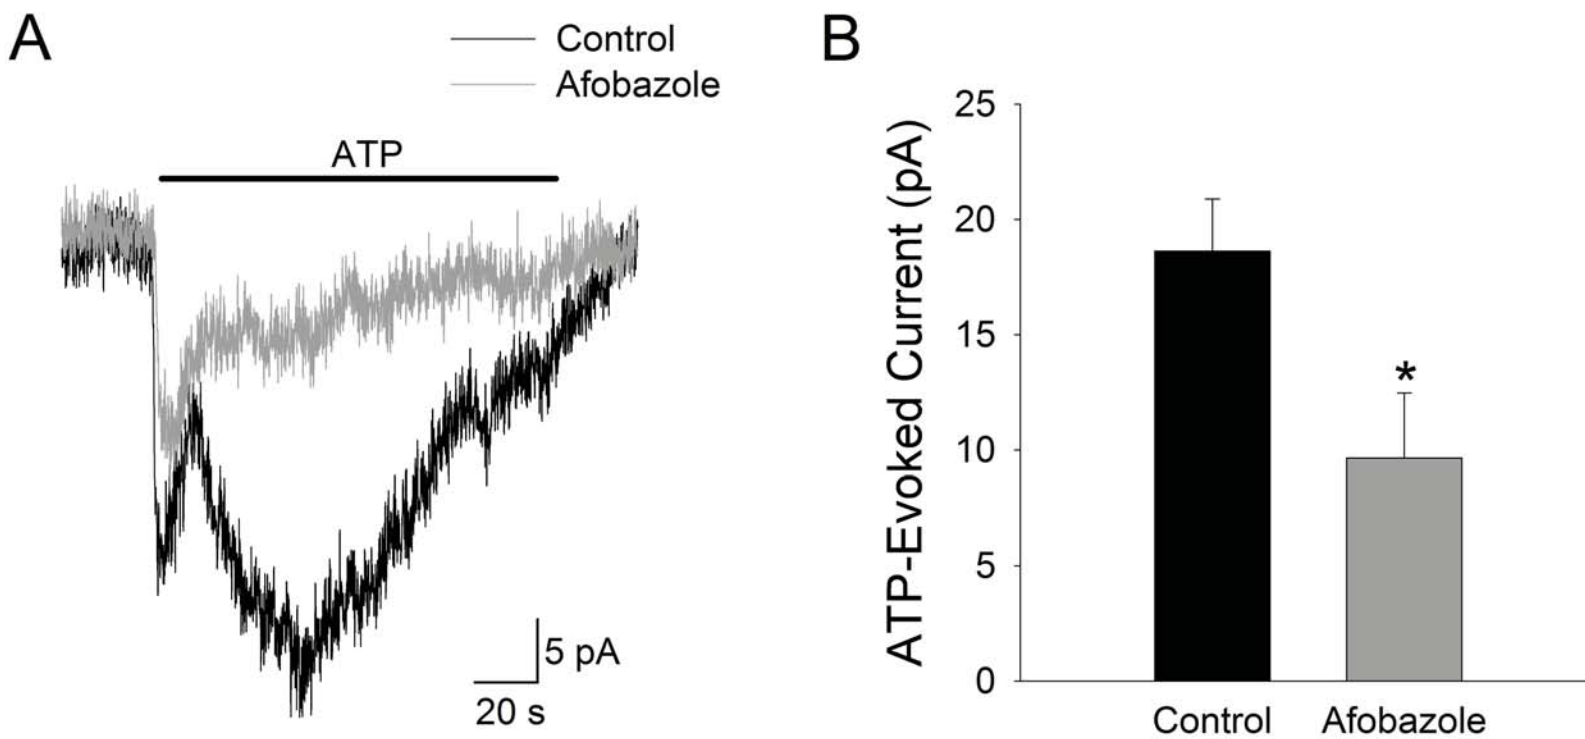 A
Control
Afobazole
ATP
5 pA
20 s
B
ATP-Evoked Current (pA)
25
20
15
10
5
0
*
Control
Afobazole